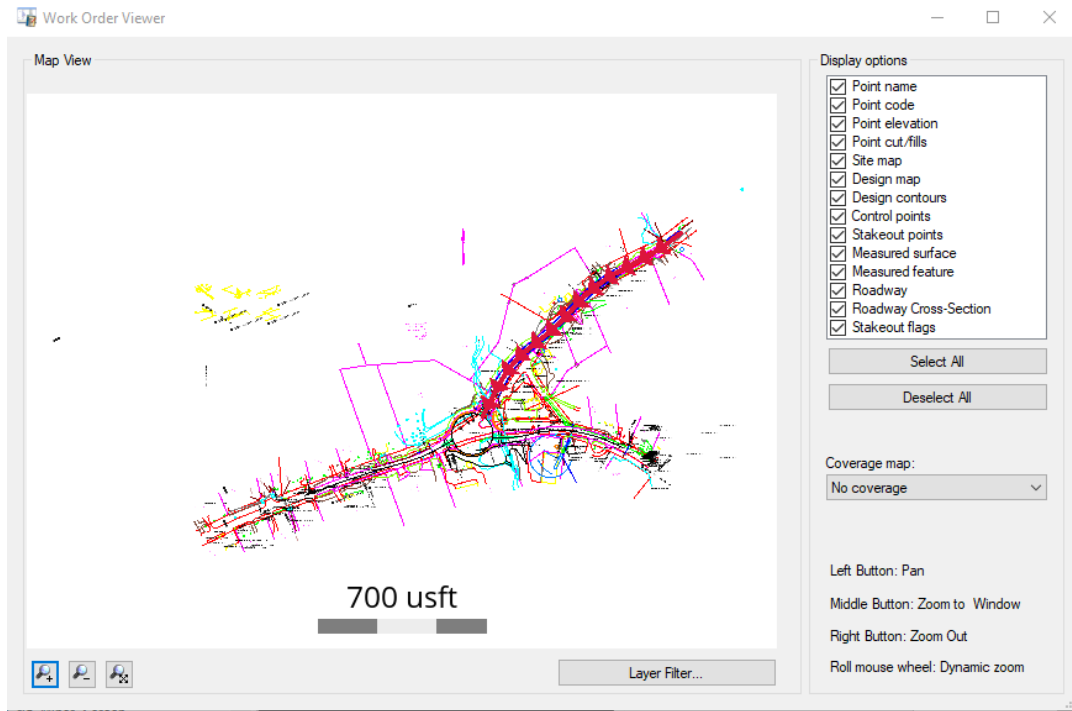 Work Order Viewer
Map View
700 usft
Layer Filter...
Display options
Point name
Point code
Point elevation
Point cut/fills
Site map
Design map
Design contours
Control points
Stakeout points
Measured surface
Measured feature
Roadway
Roadway Cross-Section
Stakeout flags
Select All
Deselect All
Coverage map:
No coverage
Left Button: Pan
Middle Button: Zoom to Window
Right Button: Zoom Out
Roll mouse wheel: Dynamic zoom